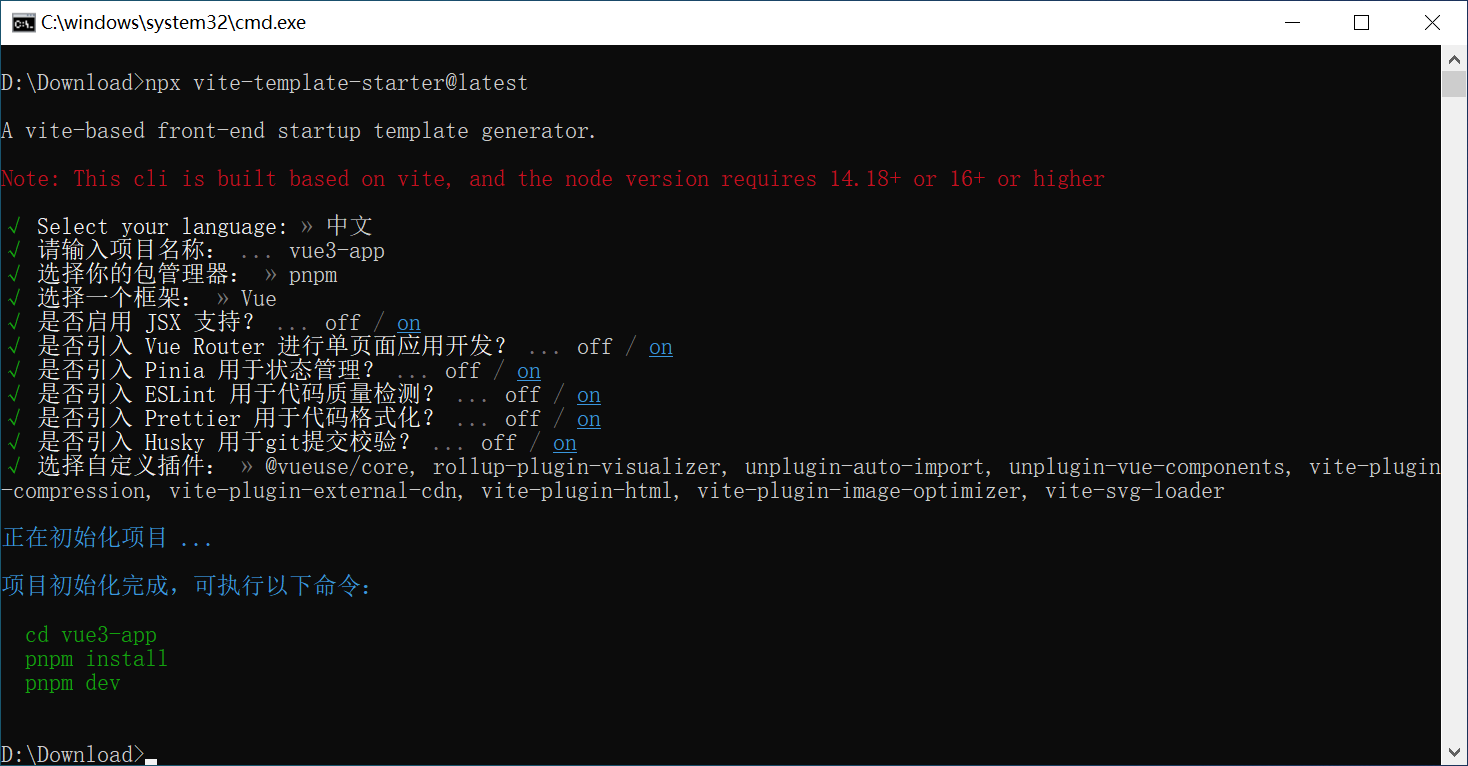 C:\windows\system32\cmd.exe
D:\Download>npx vite-template-starter@latest
A vite-based front-end startup template generator.
Note: This cli is built based on vite, and the node version requires 14.18+ or 16+ or higher
√ Select your language: » 中文
√ 请输入项目名称： ... vue3-app
√ 选择你的包管理器： » pnpm
√ 选择一个框架： » Vue
√ 是否启用 JSX 支持？ ... off / on
√ 是否引入 Vue Router 进行单页面应用开发？ ... off / on
√ 是否引入 Pinia 用于状态管理？ ... off / on
√ 是否引入 ESLint 用于代码质量检测？ ... off / on
√ 是否引入 Prettier 用于代码格式化？ ... off / on
√ 是否引入 Husky 用于git提交校验？ ... off / on
√ 选择自定义插件： » @vueuse/core, rollup-plugin-visualizer, unplugin-auto-import, unplugin-vue-components, vite-plugin
-compression, vite-plugin-external-cdn, vite-plugin-html, vite-plugin-image-optimizer, vite-svg-loader
正在初始化项目 ...
项目初始化完成，可执行以下命令：
cd vue3-app
pnpm install
pnpm dev
D:\Download>